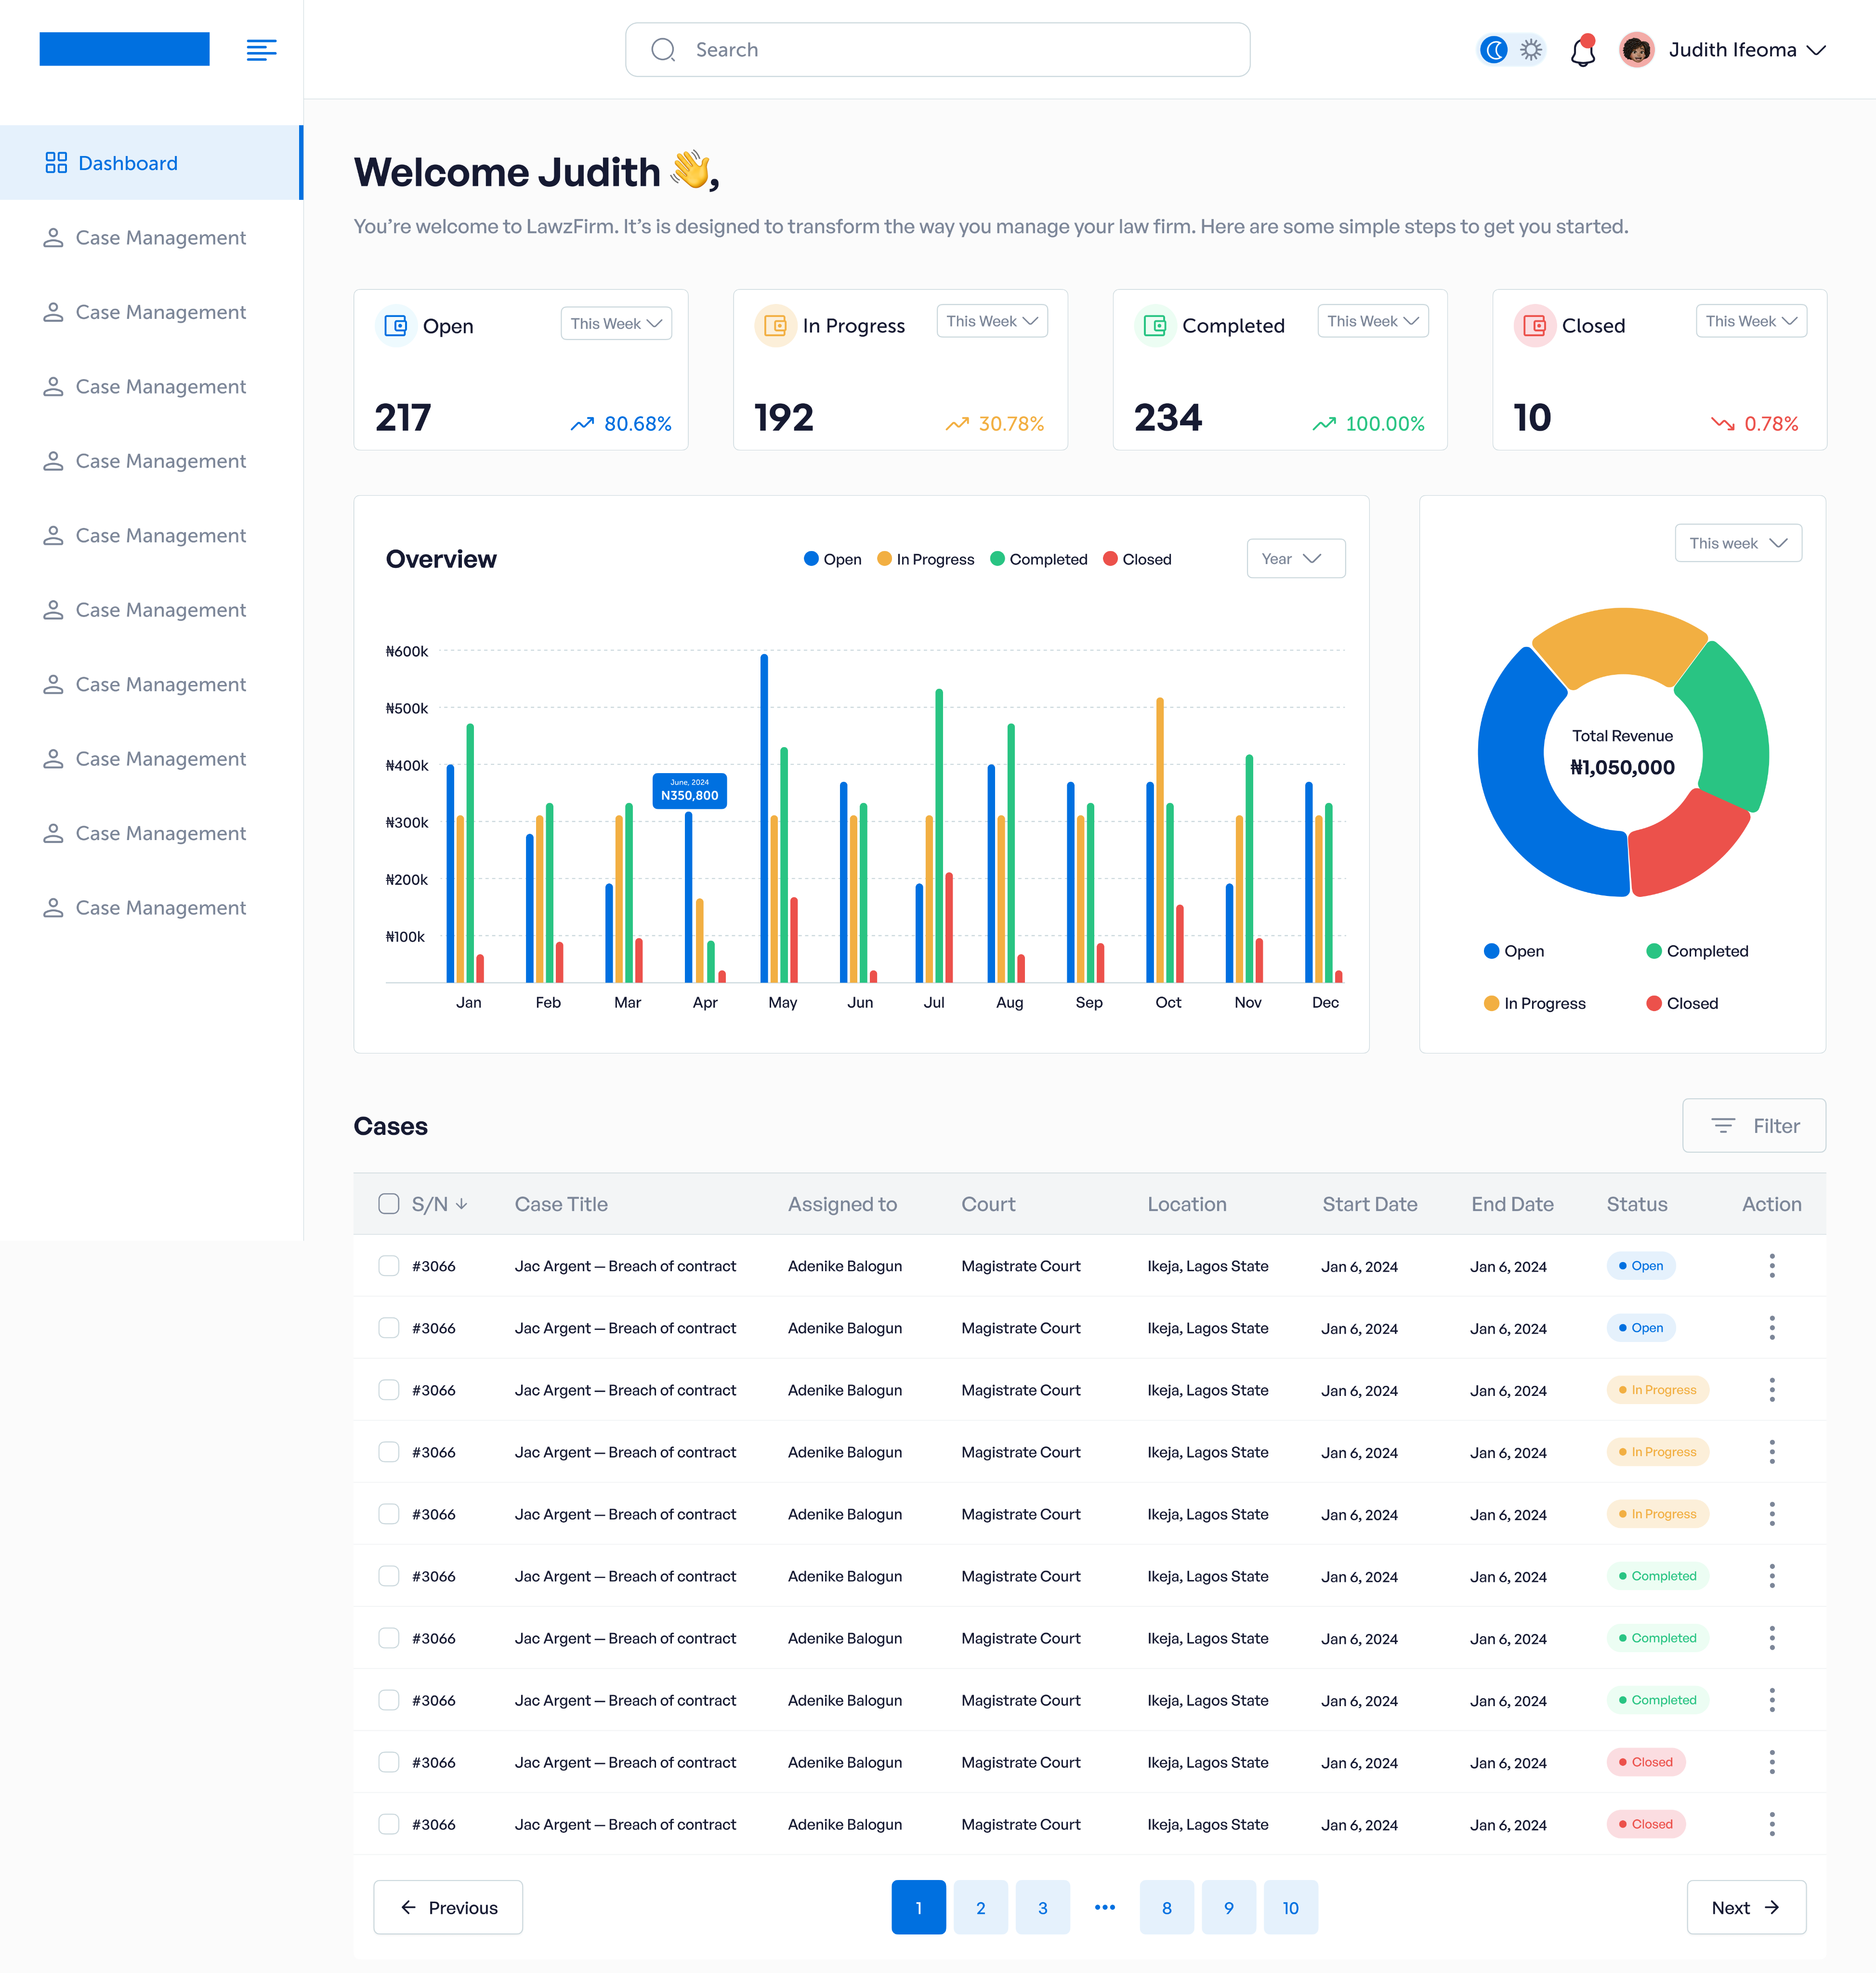 Search
Judith Ifeoma
Dashboard
Case Management
Case Management
Case Management
Case Management
Case Management
Case Management
Case Management
Case Management
Case Management
Case Management
Welcome Judith 👋,
You’re welcome to LawzFirm. It’s is designed to transform the way you manage your law firm. Here are some simple steps to get you started.
Open This Week
217 80.68%
In Progress This Week
192 30.78%
Completed This Week
234 100.00%
Closed This Week
10 0.78%
Overview Open In Progress Completed Closed Year
₦600k
₦500k
₦400k
₦300k
₦200k
₦100k
June, 2024
N350,800
Jan Feb Mar Apr May Jun Jul Aug Sep Oct Nov Dec
This week
Total Revenue
₦1,050,000
Open Completed
In Progress Closed
Cases Filter
S/N Case Title Assigned to Court Location Start Date End Date Status Action
#3066 Jac Argent – Breach of contract Adenike Balogun Magistrate Court Ikeja, Lagos State Jan 6, 2024 Jan 6, 2024 Open
#3066 Jac Argent – Breach of contract Adenike Balogun Magistrate Court Ikeja, Lagos State Jan 6, 2024 Jan 6, 2024 Open
#3066 Jac Argent – Breach of contract Adenike Balogun Magistrate Court Ikeja, Lagos State Jan 6, 2024 Jan 6, 2024 In Progress
#3066 Jac Argent – Breach of contract Adenike Balogun Magistrate Court Ikeja, Lagos State Jan 6, 2024 Jan 6, 2024 In Progress
#3066 Jac Argent – Breach of contract Adenike Balogun Magistrate Court Ikeja, Lagos State Jan 6, 2024 Jan 6, 2024 In Progress
#3066 Jac Argent – Breach of contract Adenike Balogun Magistrate Court Ikeja, Lagos State Jan 6, 2024 Jan 6, 2024 Completed
#3066 Jac Argent – Breach of contract Adenike Balogun Magistrate Court Ikeja, Lagos State Jan 6, 2024 Jan 6, 2024 Completed
#3066 Jac Argent – Breach of contract Adenike Balogun Magistrate Court Ikeja, Lagos State Jan 6, 2024 Jan 6, 2024 Completed
#3066 Jac Argent – Breach of contract Adenike Balogun Magistrate Court Ikeja, Lagos State Jan 6, 2024 Jan 6, 2024 Closed
#3066 Jac Argent – Breach of contract Adenike Balogun Magistrate Court Ikeja, Lagos State Jan 6, 2024 Jan 6, 2024 Closed
Previous 1 2 3 ••• 8 9 10 Next